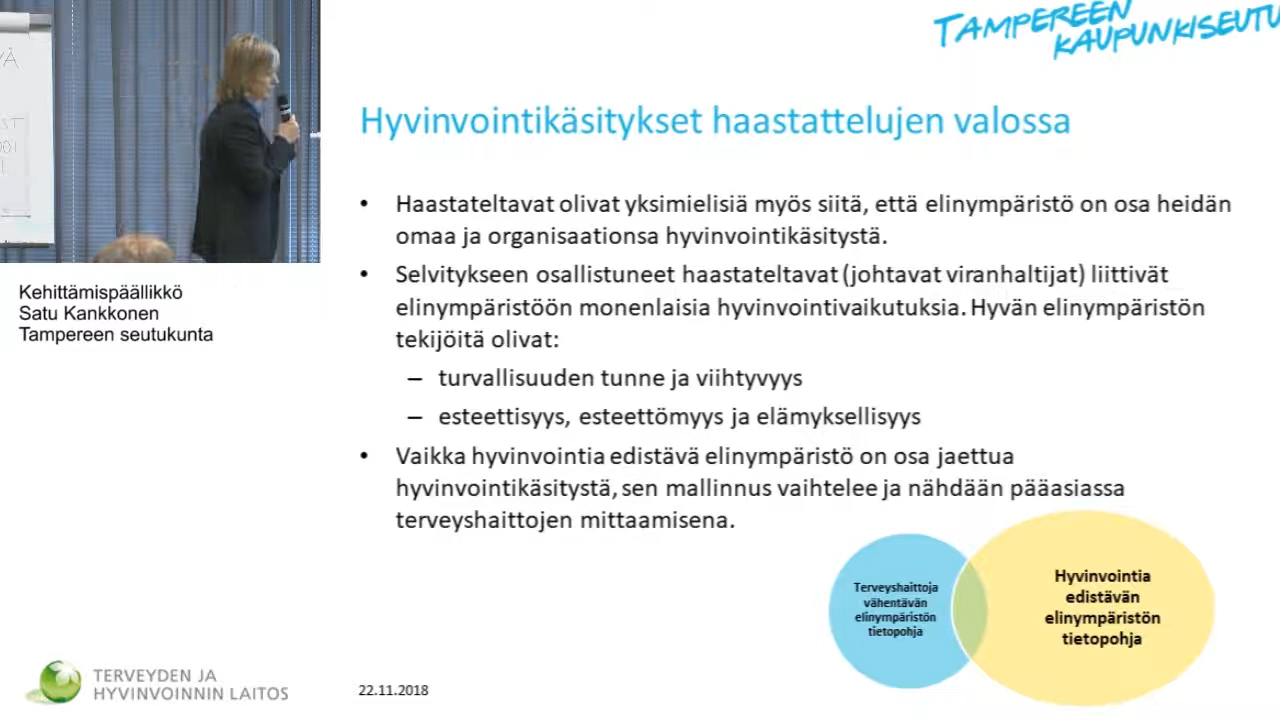 TAMPEREEN
KAUPUNKISEUTU
Hyvinvointikäsitykset haastattelujen valossa
• Haastateltavat olivat yksimielisiä myös siitä, että elinympäristö on osa heidän
omaa ja organisaationsa hyvinvointikäsitystä.
• Selvitykseen osallistuneet haastateltavat (johtavat viranhaltijat) liittivät
elinympäristöön monenlaisia hyvinvointivaikutuksia. Hyvän elinympäristön
tekijöitä olivat:
– turvallisuuden tunne ja viihtyvyys
– esteettisyys, esteettömyys ja elämyksellisyys
• Vaikka hyvinvointia edistävä elinympäristö on osa jaettua
hyvinvointikäsitystä, sen mallinnus vaihtelee ja nähdään pääasiassa
terveyshaittojen mittaamisena.
Terveyshaittoja
vähentävän
elinympäristön
tietopohja
Hyvinvointia
edistävän
elinympäristön
tietopohja
Kehittämispäällikkö
Satu Kankkonen
Tampereen seutukunta
TERVEYDEN JA
HYVINVOINNIN LAITOS
22.11.2018